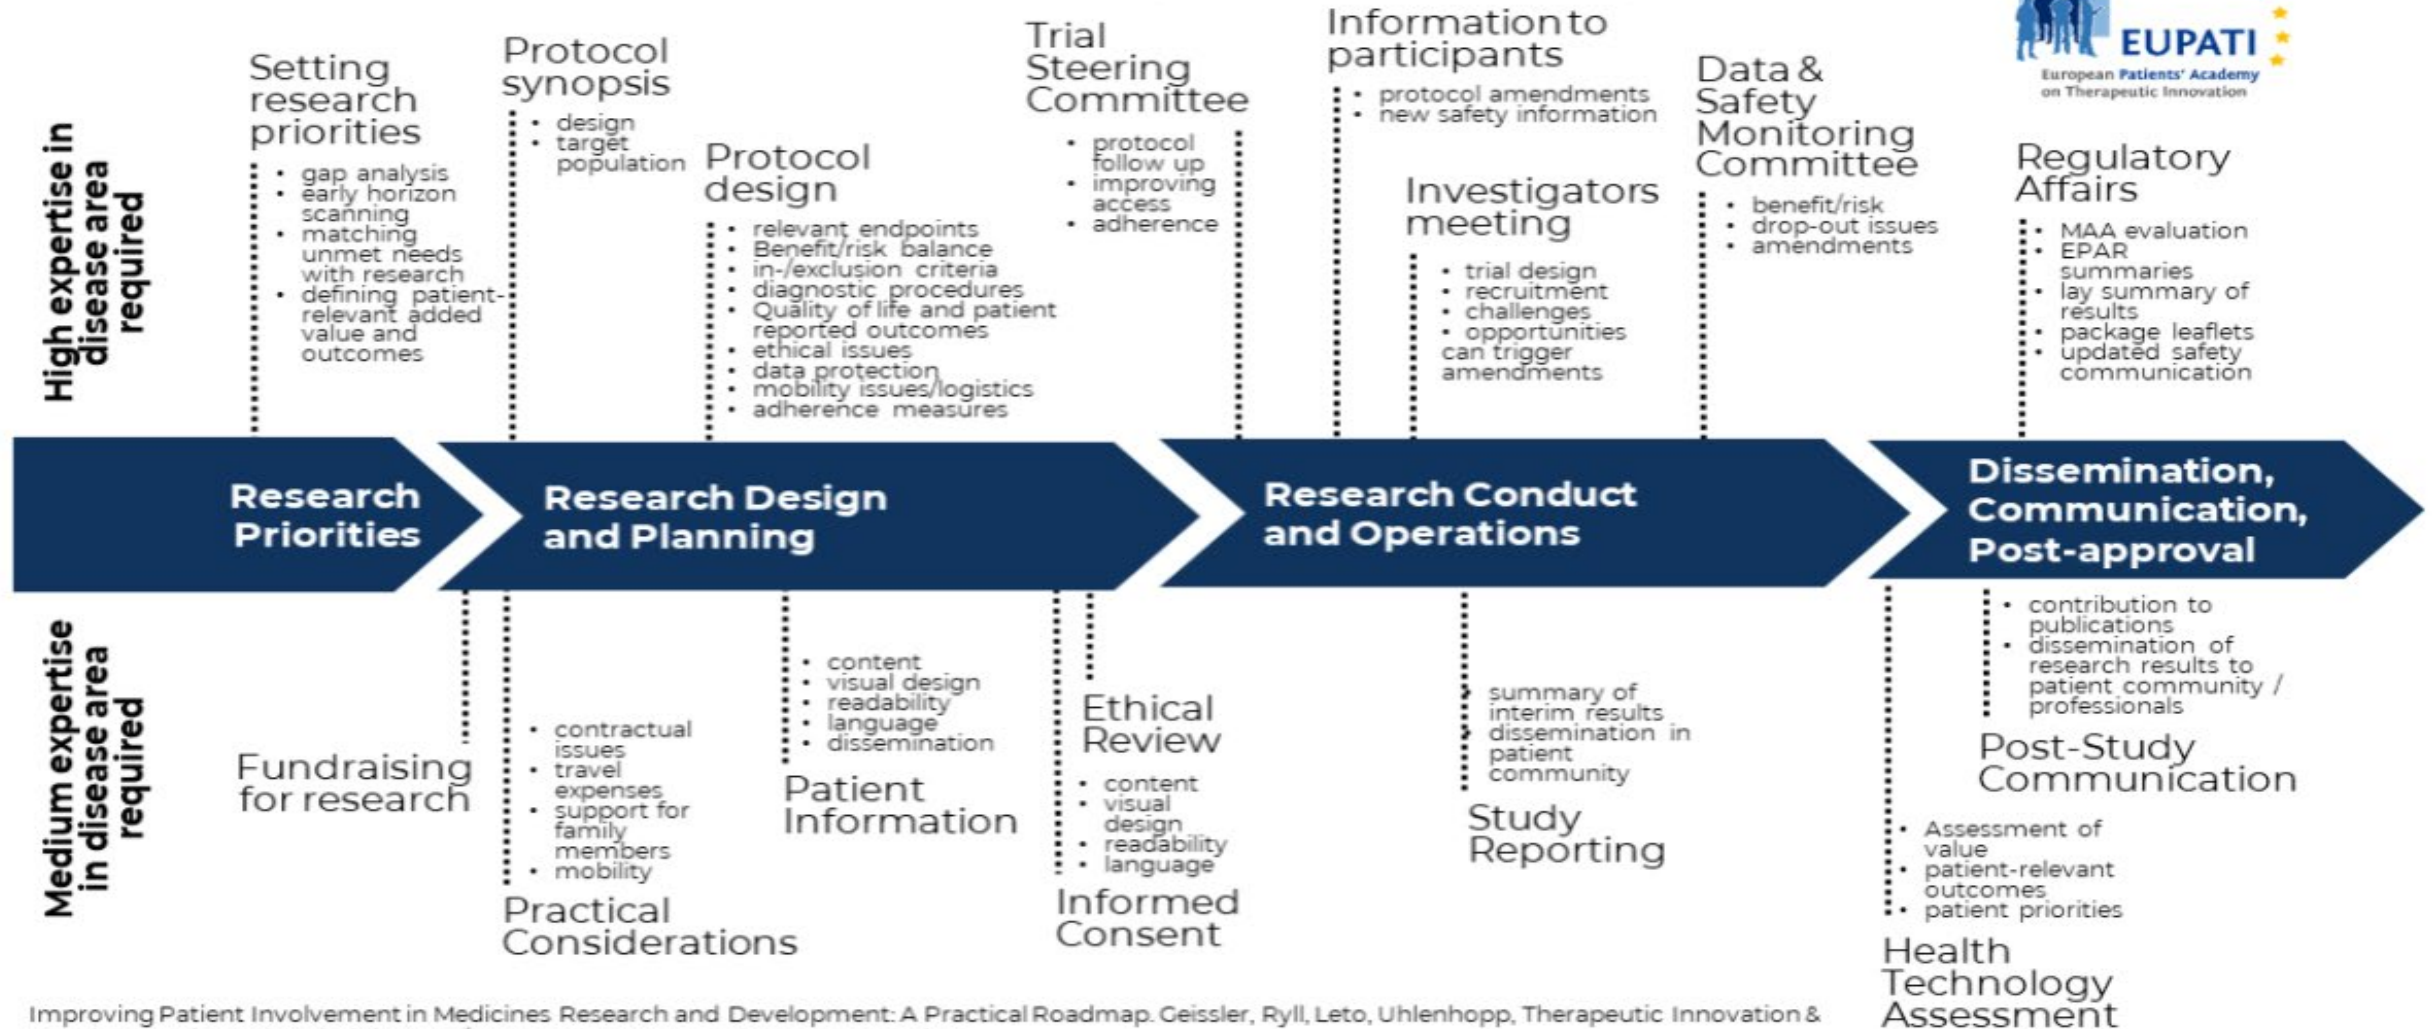 High expertise in
disease area
required
Setting
research
priorities
• gap analysis
• early horizon
scanning
• matching
unmet needs
with research
• defining patient-
relevant added
value and
outcomes
Protocol
synopsis
• design
• target
population
Protocol
design
• relevant endpoints
• Benefit/risk balance
• in-/exclusion criteria
• diagnostic procedures
• Quality of life and patient
reported outcomes
• ethical issues
• data protection
• mobility issues/logistics
• adherence measures
Trial
Steering
Committee
• protocol
follow up
• improving
access
• adherence
Information to
participants
• protocol amendments
• new safety information
Investigators
meeting
• trial design
• recruitment
• challenges
• opportunities
can trigger
amendments
Data &
Safety
Monitoring
Committee
• benefit/risk
• drop-out issues
• amendments
EUPATI
European Patients' Academy
on Therapeutic Innovation
Regulatory
Affairs
• MAA evaluation
• EPAR
summaries
• lay summary of
results
• package leaflets
• updated safety
communication
Research
Priorities
Research Design
and Planning
Research Conduct
and Operations
Dissemination,
Communication,
Post-approval
Medium expertise
in disease area
required
Fundraising
for research
• contractual
issues
• travel
expenses
• support for
family
members
• mobility
Practical
Considerations
• content
• visual design
• readability
• language
• dissemination
Patient
Information
Ethical
Review
• content
• visual
design
• readability
• language
Informed
Consent
• summary of
interim results
• dissemination in
patient
community
Study
Reporting
• contribution to
publications
• dissemination of
research results to
patient community /
professionals
Post-Study
Communication
• Assessment of
value
• patient-relevant
outcomes
• patient priorities
Health
Technology
Assessment
Improving Patient Involvement in Medicines Research and Development: A Practical Roadmap. Geissler, Ryll, Leto, Uhlenhopp, Therapeutic Innovation &